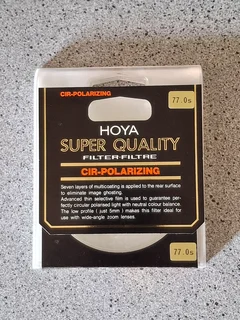 CIR-POLARIZING
77.0s
HOYA
SUPER QUALITY
FILTER•FILTRE
CIR-POLARIZING
Seven layers of multicoating is applied to the rear surface
to eliminate image ghosting.
Advanced thin selective film is used to guarantee per-
fectly circular polarised light with neutral colour balance.
The low profile ( just 5mm ) makes this filter ideal for
use with wide-angle zoom lenses.
77.0s